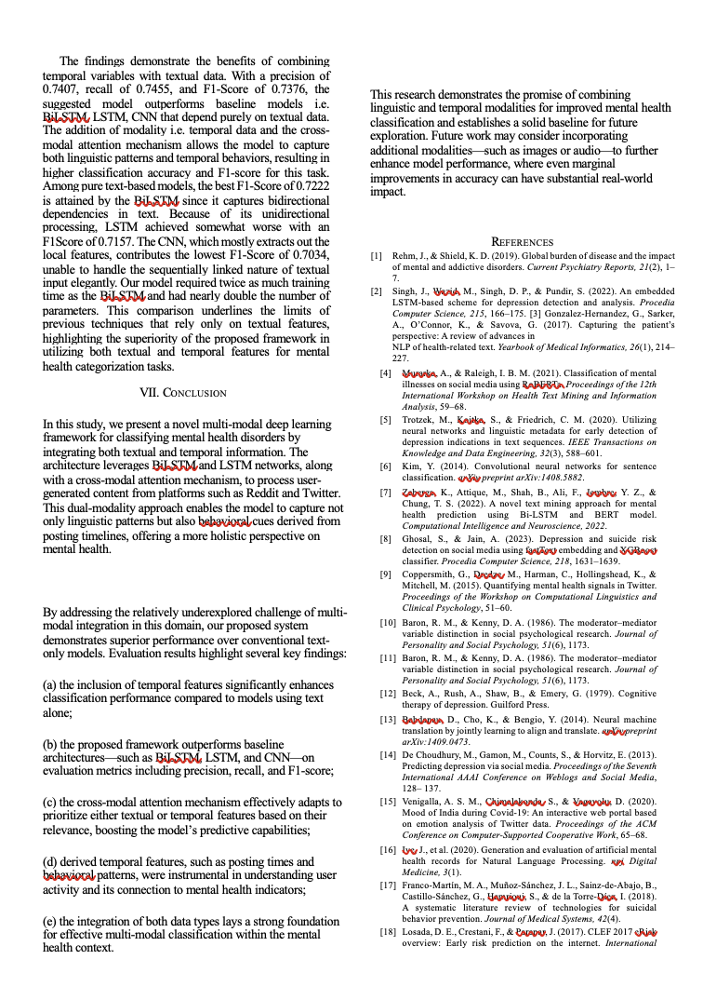 The findings demonstrate the benefits of combining
temporal variables with textual data. With a precision of
0.7407, recall of 0.7455, and F1-Score of 0.7376, the
suggested model outperforms baseline models i.e.
BiLSTM, LSTM, CNN that depend purely on textual data.
The addition of modality i.e. temporal data and the cross-
modal attention mechanism allows the model to capture
both linguistic patterns and temporal behaviors, resulting in
higher classification accuracy and F1-score for this task.
Among pure text-based models, the best F1-Score of 0.7222
is attained by the BiLSTM since it captures bidirectional
dependencies in text. Because of its unidirectional
processing, LSTM achieved somewhat worse with an
F1Score of 0.7157. The CNN, which mostly extracts out the
local features, contributes the lowest F1-Score of 0.7034,
unable to handle the sequentially linked nature of textual
input elegantly. Our model required twice as much training
time as the BiLSTM and had nearly double the number of
parameters. This comparison underlines the limits of
previous techniques that rely only on textual features,
highlighting the superiority of the proposed framework in
utilizing both textual and temporal features for mental
health categorization tasks.
VII. CONCLUSION
In this study, we present a novel multi-modal deep learning
framework for classifying mental health disorders by
integrating both textual and temporal information. The
architecture leverages BiLSTM and LSTM networks, along
with a cross-modal attention mechanism, to process user-
generated content from platforms such as Reddit and Twitter.
This dual-modality approach enables the model to capture not
only linguistic patterns but also behavioral cues derived from
posting timelines, offering a more holistic perspective on
mental health.
By addressing the relatively underexplored challenge of multi-
modal integration in this domain, our proposed system
demonstrates superior performance over conventional text-
only models. Evaluation results highlight several key findings:
(a) the inclusion of temporal features significantly enhances
classification performance compared to models using text
alone;
(b) the proposed framework outperforms baseline
architectures—such as BiLSTM, LSTM, and CNN—on
evaluation metrics including precision, recall, and F1-score;
(c) the cross-modal attention mechanism effectively adapts to
prioritize either textual or temporal features based on their
relevance, boosting the model's predictive capabilities;
(d) derived temporal features, such as posting times and
behavioral patterns, were instrumental in understanding user
activity and its connection to mental health indicators;
(e) the integration of both data types lays a strong foundation
for effective multi-modal classification within the mental
health context.
This research demonstrates the promise of combining
linguistic and temporal modalities for improved mental health
classification and establishes a solid baseline for future
exploration. Future work may consider incorporating
additional modalities—such as images or audio—to further
enhance model performance, where even marginal
improvements in accuracy can have substantial real-world
impact.
REFERENCES
[1] Rehm, J., & Shield, K. D. (2019). Global burden of disease and the impact
of mental and addictive disorders. Current Psychiatry Reports, 21(2), 1–
7.
[2] Singh, J., Wazid, M., Singh, D. P., & Pundir, S. (2022). An embedded
LSTM-based scheme for depression detection and analysis. Procedia
Computer Science, 215, 166–175. [3] Gonzalez-Hernandez, G., Sarker,
A., O'Connor, K., & Savova, G. (2017). Capturing the patient's
perspective: A review of advances in
NLP of health-related text. Yearbook of Medical Informatics, 26(1), 214–
227.
[4] Murarka, A., & Raleigh, I. B. M. (2021). Classification of mental
illnesses on social media using RoBERTa. Proceedings of the 12th
International Workshop on Health Text Mining and Information
Analysis, 59–68.
[5] Trotzek, M., Koitka, S., & Friedrich, C. M. (2020). Utilizing
neural networks and linguistic metadata for early detection of
depression indications in text sequences. IEEE Transactions on
Knowledge and Data Engineering, 32(3), 588–601.
[6] Kim, Y. (2014). Convolutional neural networks for sentence
classification. arXiv preprint arXiv:1408.5882.
[7] Zeberga, K., Attique, M., Shah, B., Ali, F., Jembre, Y. Z., &
Chung, T. S. (2022). A novel text mining approach for mental
health prediction using Bi-LSTM and BERT model.
Computational Intelligence and Neuroscience, 2022.
[8] Ghosal, S., & Jain, A. (2023). Depression and suicide risk
detection on social media using fastText embedding and XGBoost
classifier. Procedia Computer Science, 218, 1631–1639.
[9] Coppersmith, G., Dredze, M., Harman, C., Hollingshead, K., &
Mitchell, M. (2015). Quantifying mental health signals in Twitter.
Proceedings of the Workshop on Computational Linguistics and
Clinical Psychology, 51–60.
[10] Baron, R. M., & Kenny, D. A. (1986). The moderator–mediator
variable distinction in social psychological research. Journal of
Personality and Social Psychology, 51(6), 1173.
[11] Baron, R. M., & Kenny, D. A. (1986). The moderator–mediator
variable distinction in social psychological research. Journal of
Personality and Social Psychology, 51(6), 1173.
[12] Beck, A., Rush, A., Shaw, B., & Emery, G. (1979). Cognitive
therapy of depression. Guilford Press.
[13] Bahdanau, D., Cho, K., & Bengio, Y. (2014). Neural machine
translation by jointly learning to align and translate. arXiv preprint
arXiv:1409.0473.
[14] De Choudhury, M., Gamon, M., Counts, S., & Horvitz, E. (2013).
Predicting depression via social media. Proceedings of the Seventh
International AAAI Conference on Weblogs and Social Media,
128– 137.
[15] Venigalla, A. S. M., Chimalakonda, S., & Vagavolu, D. (2020).
Mood of India during Covid-19: An interactive web portal based
on emotion analysis of Twitter data. Proceedings of the ACM
Conference on Computer-Supported Cooperative Work, 65–68.
[16] Ive, J., et al. (2020). Generation and evaluation of artificial mental
health records for Natural Language Processing. npj Digital
Medicine, 3(1).
[17] Franco-Martín, M. A., Muñoz-Sánchez, J. L., Sainz-de-Abajo, B.,
Castillo-Sánchez, G., Hamrioui, S., & de la Torre-Díez, I. (2018).
A systematic literature review of technologies for suicidal
behavior prevention. Journal of Medical Systems, 42(4).
[18] Losada, D. E., Crestani, F., & Parapar, J. (2017). CLEF 2017 eRisk
overview: Early risk prediction on the internet. International